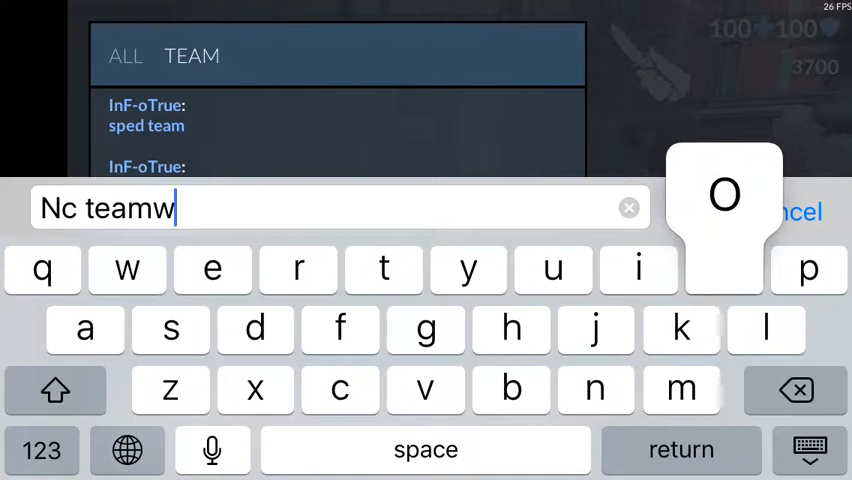 26 FPS
ALL TEAM
100 100
3700
InF-oTrue:
sped team
InF-oTrue:
Nc teamw
ncel
O
q w e r t y u i p
a s d f g h j k l
z x c v b n m
123 space return